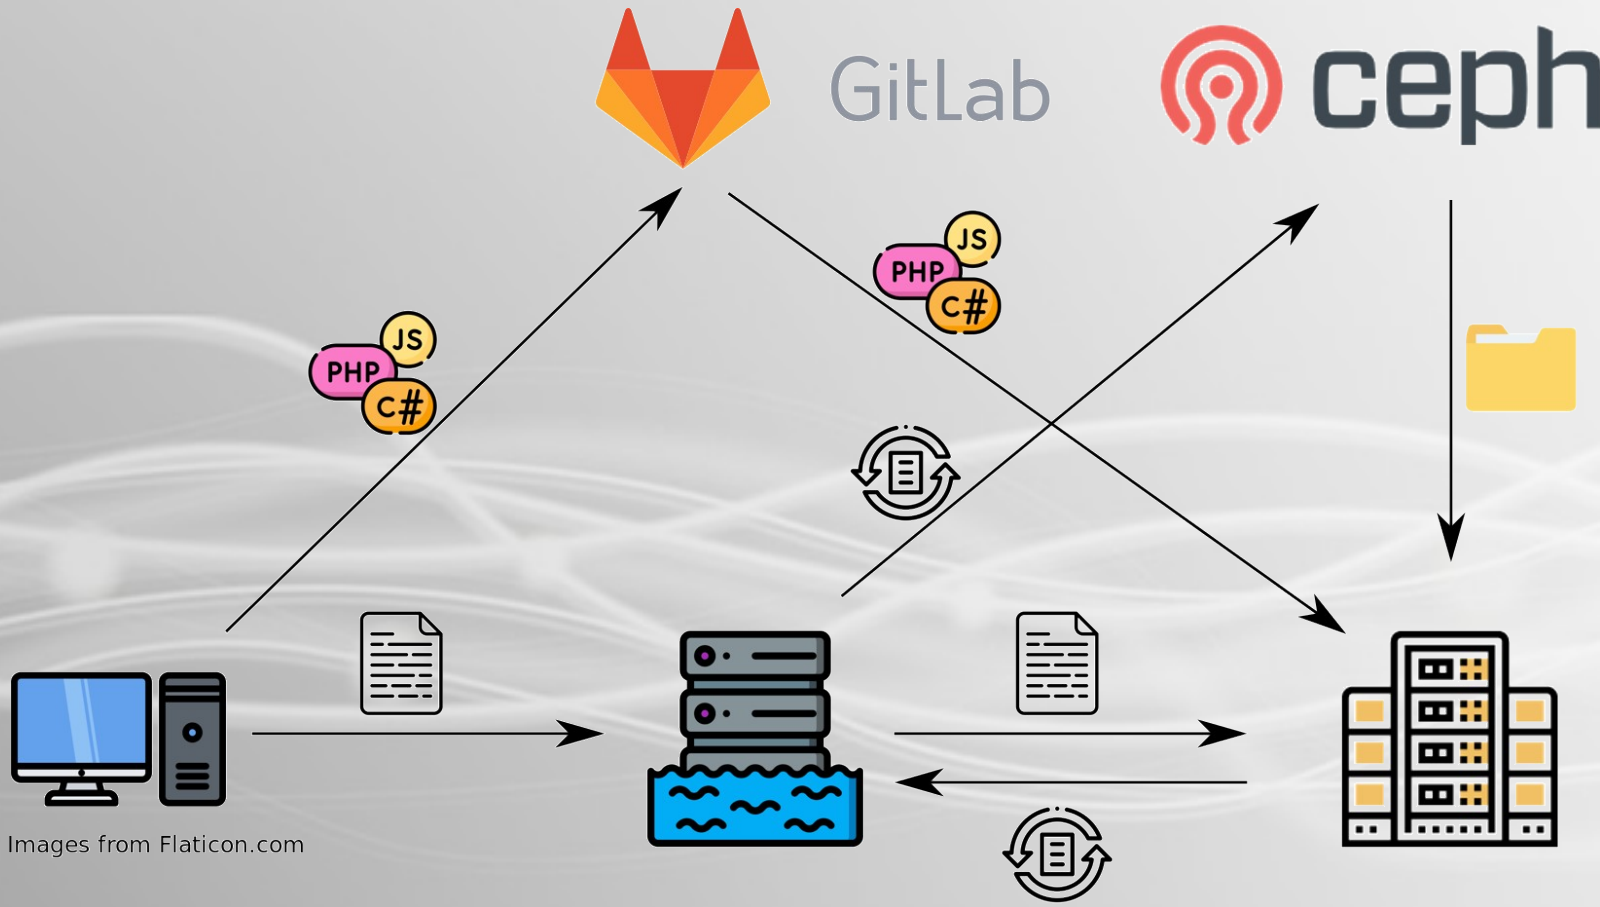 GitLab
ceph
JS
PHP
C#
JS
PHP
C#
Images from Flaticon.com